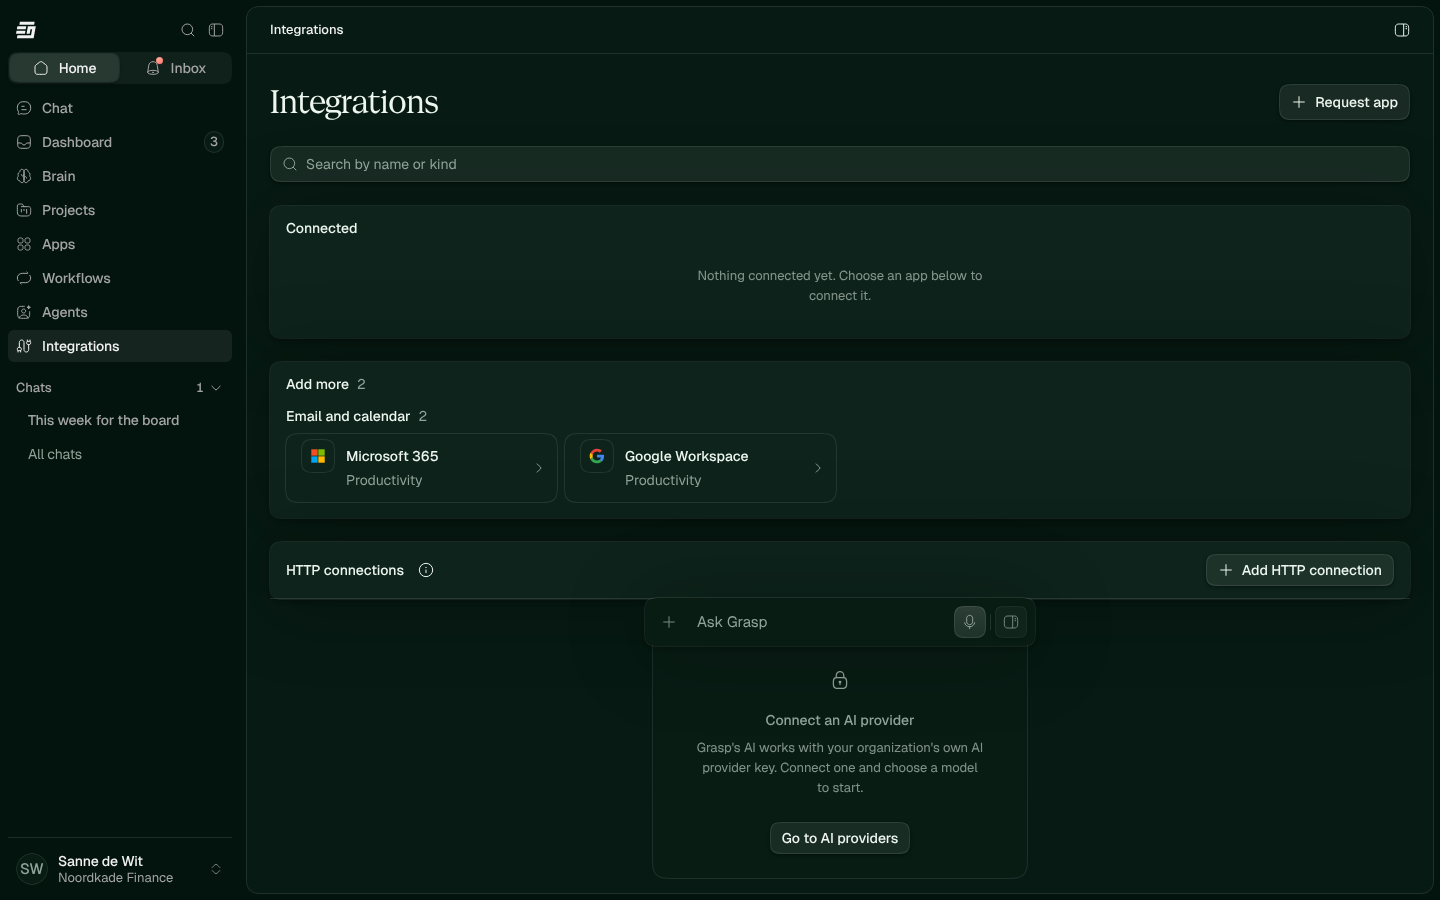 Integrations
Home
Inbox
Chat
Dashboard
3
Brain
Projects
Apps
Workflows
Agents
Integrations
Chats
1
This week for the board
All chats
SW
Sanne de Wit
Noordkade Finance
Integrations
Request app
Search by name or kind
Connected
Nothing connected yet. Choose an app below to
connect it.
Add more 2
Email and calendar 2
Microsoft 365
Productivity
Google Workspace
Productivity
HTTP connections
Add HTTP connection
Ask Grasp
Connect an AI provider
Grasp's AI works with your organization's own AI
provider key. Connect one and choose a model
to start.
Go to AI providers